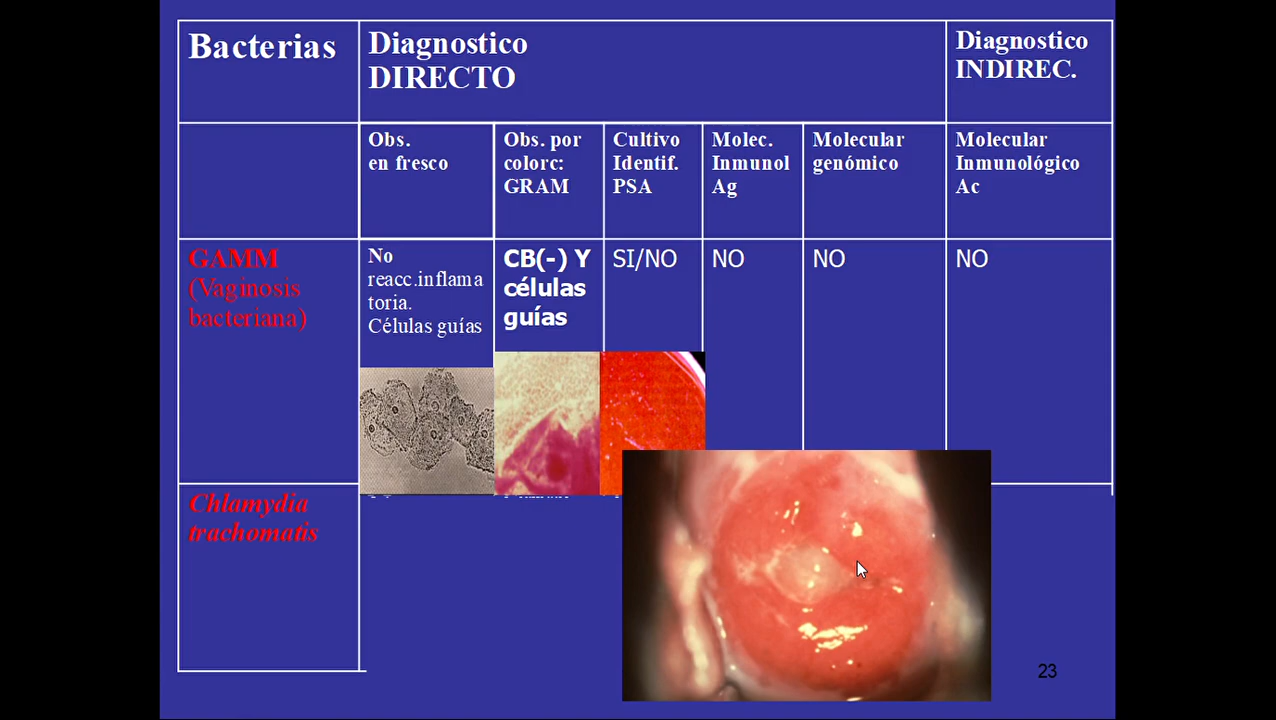 Bacterias
Diagnostico
DIRECTO
Diagnostico
INDIREC.
Obs.
en fresco
Obs. por
colorc:
GRAM
Cultivo
Identif.
PSA
Molec.
Inmunol
Ag
Molecular
genómico
Molecular
Inmunológico
Ac
GAMM
(Vaginosis
bacteriana)
No
reacc.inflama
toria.
Células guías
CB(-) Y
células
guías
SI/NO
NO
NO
NO
Chlamydia
trachomatis
23